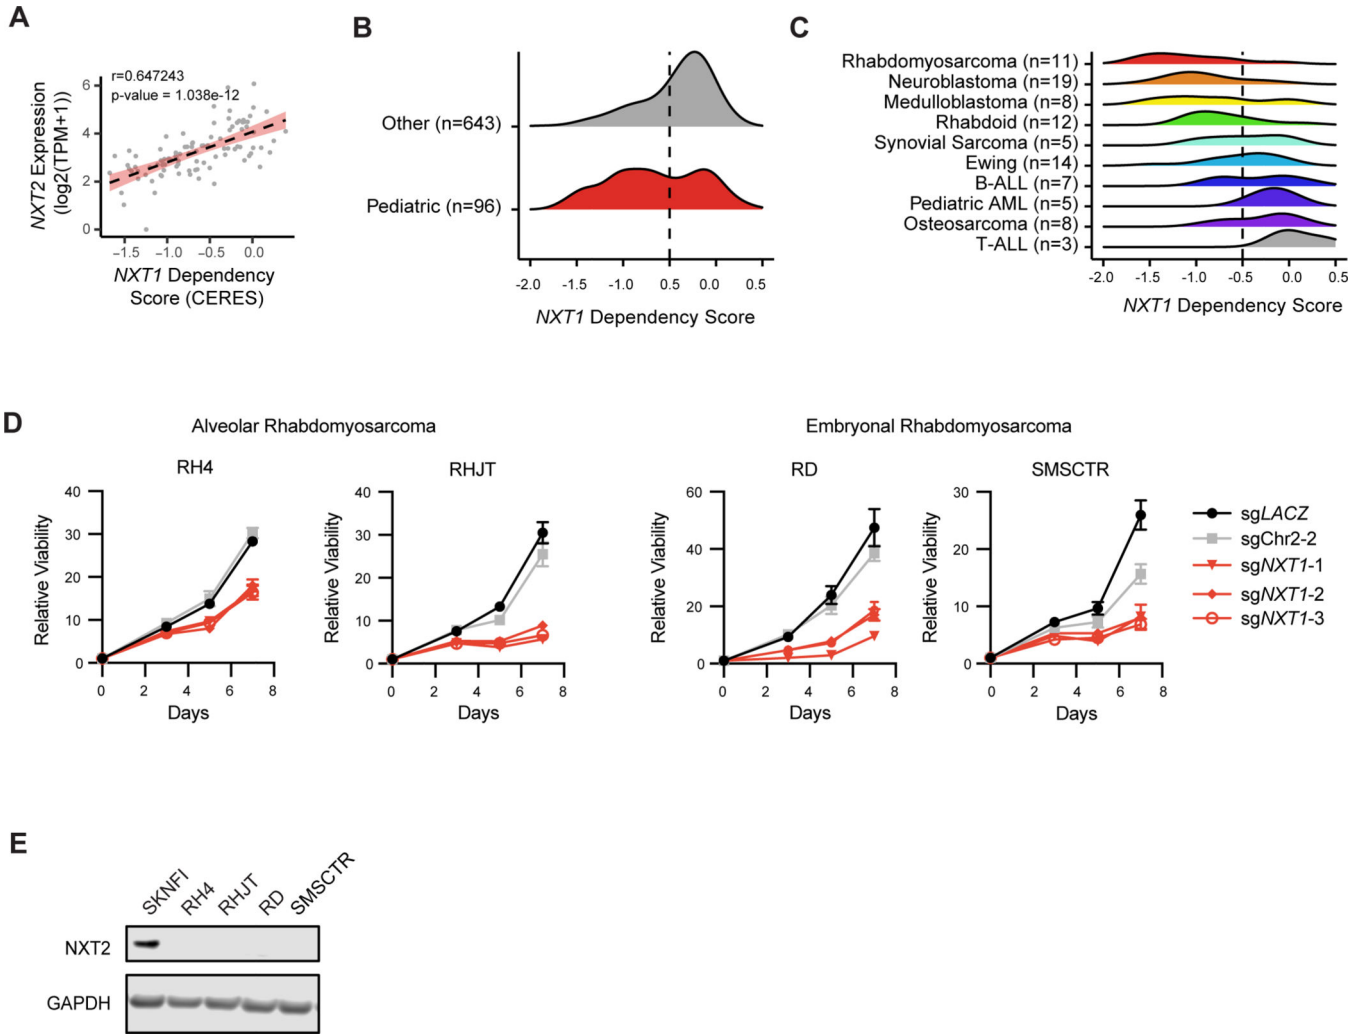 A
r=0.647243
p-value = 1.038e-12
NXT2 Expression
(log2(TPM+1))
6
4
2
0
−1.5 −1.0 −0.5 0.0
NXT1 Dependency
Score (CERES)
B
Other (n=643)
Pediatric (n=96)
-2.0 -1.5 -1.0 -0.5 0.0 0.5
NXT1 Dependency Score
C
Rhabdomyosarcoma (n=11)
Neuroblastoma (n=19)
Medulloblastoma (n=8)
Rhabdoid (n=12)
Synovial Sarcoma (n=5)
Ewing (n=14)
B-ALL (n=7)
Pediatric AML (n=5)
Osteosarcoma (n=8)
T-ALL (n=3)
-2.0 -1.5 -1.0 -0.5 0.0 0.5
NXT1 Dependency Score
D
Alveolar Rhabdomyosarcoma
Embryonal Rhabdomyosarcoma
RH4
Relative Viability
40
30
20
10
0
0 2 4 6 8
Days
RHJT
Relative Viability
40
30
20
10
0
0 2 4 6 8
Days
RD
Relative Viability
60
40
20
0
0 2 4 6 8
Days
SMSCTR
Relative Viability
30
20
10
0
0 2 4 6 8
Days
sgLACZ
sgChr2-2
sgNXT1-1
sgNXT1-2
sgNXT1-3
E
SKNFI RH4 RHJT RD SMSCTR
NXT2
GAPDH